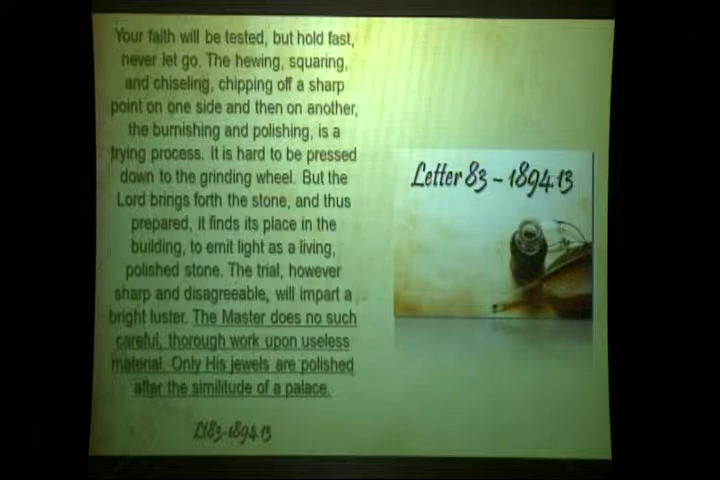 Your faith will be tested, but hold fast,
never let go. The hewing, squaring,
and chiseling, chipping off a sharp
point on one side and then on another,
the burnishing and polishing, is a
trying process. It is hard to be pressed
down to the grinding wheel. But the
Lord brings forth the stone, and thus
prepared, it finds its place in the
building, to emit light as a living,
polished stone. The trial, however
sharp and disagreeable, will impart a
bright luster. The Master does no such
careful, thorough work upon useless
material. Only His jewels are polished
after the similitude of a palace.
Lt83-1894.13
Letter 83 – 1894.13